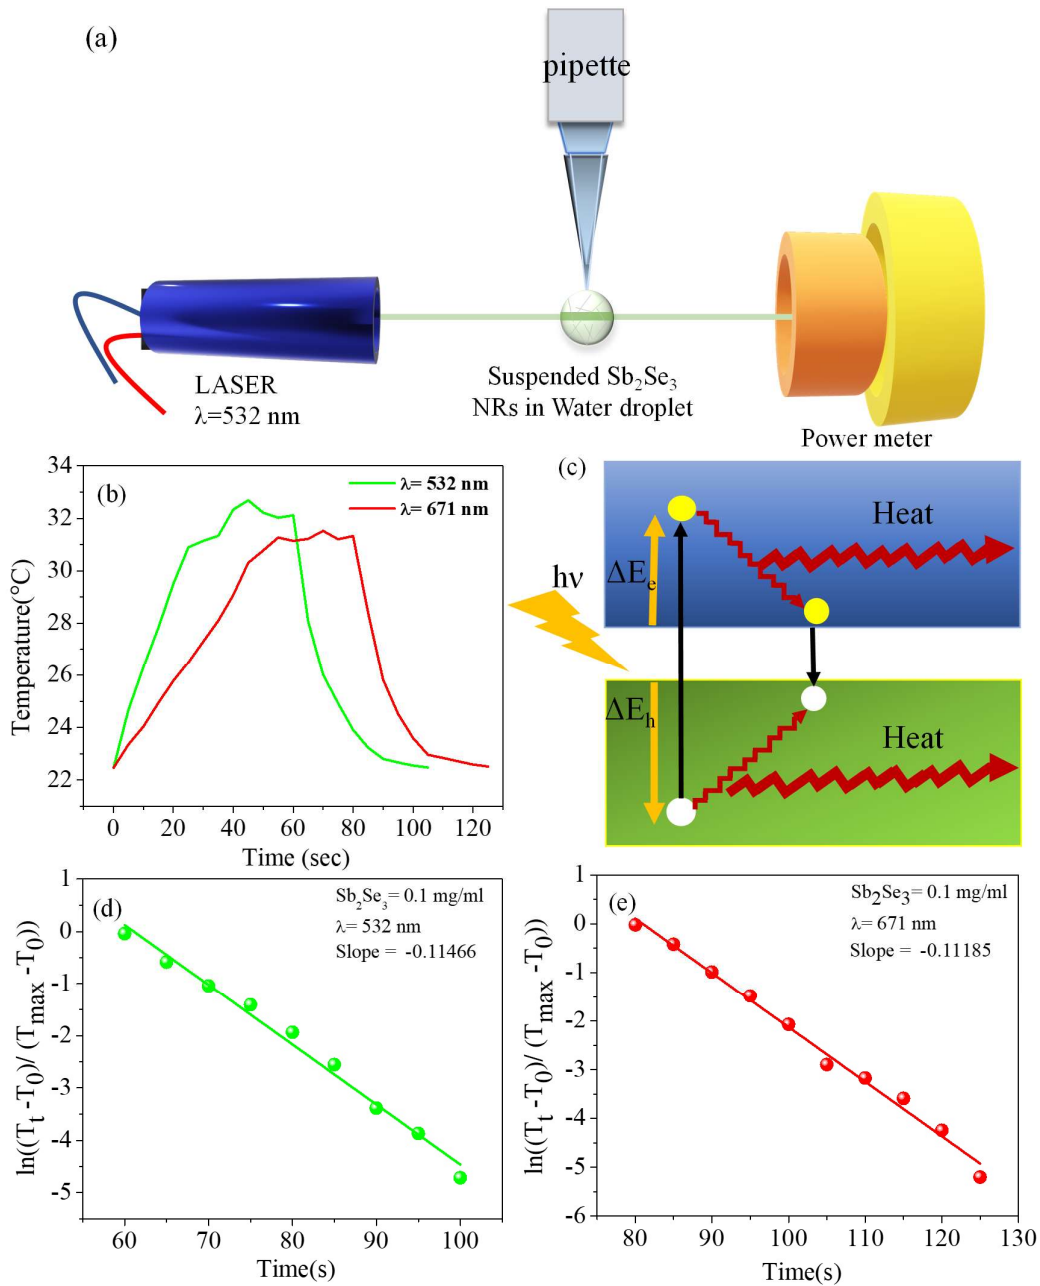 (a)
pipette
LASER
λ=532 nm
Suspended Sb₂Se₃
NRs in Water droplet
Power meter
(b)
λ= 532 nm
λ= 671 nm
Temperature(°C)
34
32
30
28
26
24
22
0 20 40 60 80 100 120
Time (sec)
(c)
hν
ΔEₑ
Heat
ΔEₕ
Heat
(d)
Sb₂Se₃= 0.1 mg/ml
λ= 532 nm
Slope = -0.11466
ln((Tₜ -T₀)/ (Tₘₐₓ -T₀))
1
0
-1
-2
-3
-4
-5
60 70 80 90 100
Time(s)
(e)
Sb₂Se₃= 0.1 mg/ml
λ= 671 nm
Slope = -0.11185
ln((Tₜ -T₀)/ (Tₘₐₓ -T₀))
1
0
-1
-2
-3
-4
-5
-6
80 90 100 110 120 130
Time(s)